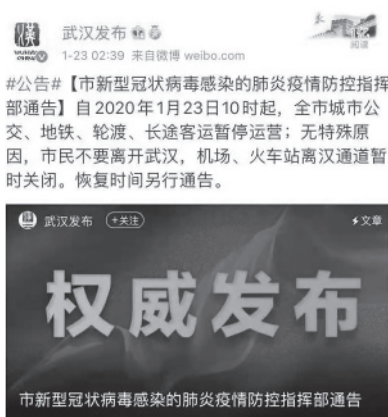 武汉发布
1-23 02:39 来自微博 weibo.com
阅读
#公告#【市新型冠状病毒感染的肺炎疫情防控指挥
部通告】自2020年1月23日10时起，全市城市公
交、地铁、轮渡、长途客运暂停运营；无特殊原
因，市民不要离开武汉，机场、火车站离汉通道暂
时关闭。恢复时间另行通告。
武汉发布 +关注 文章
权威发布
市新型冠状病毒感染的肺炎疫情防控指挥部通告